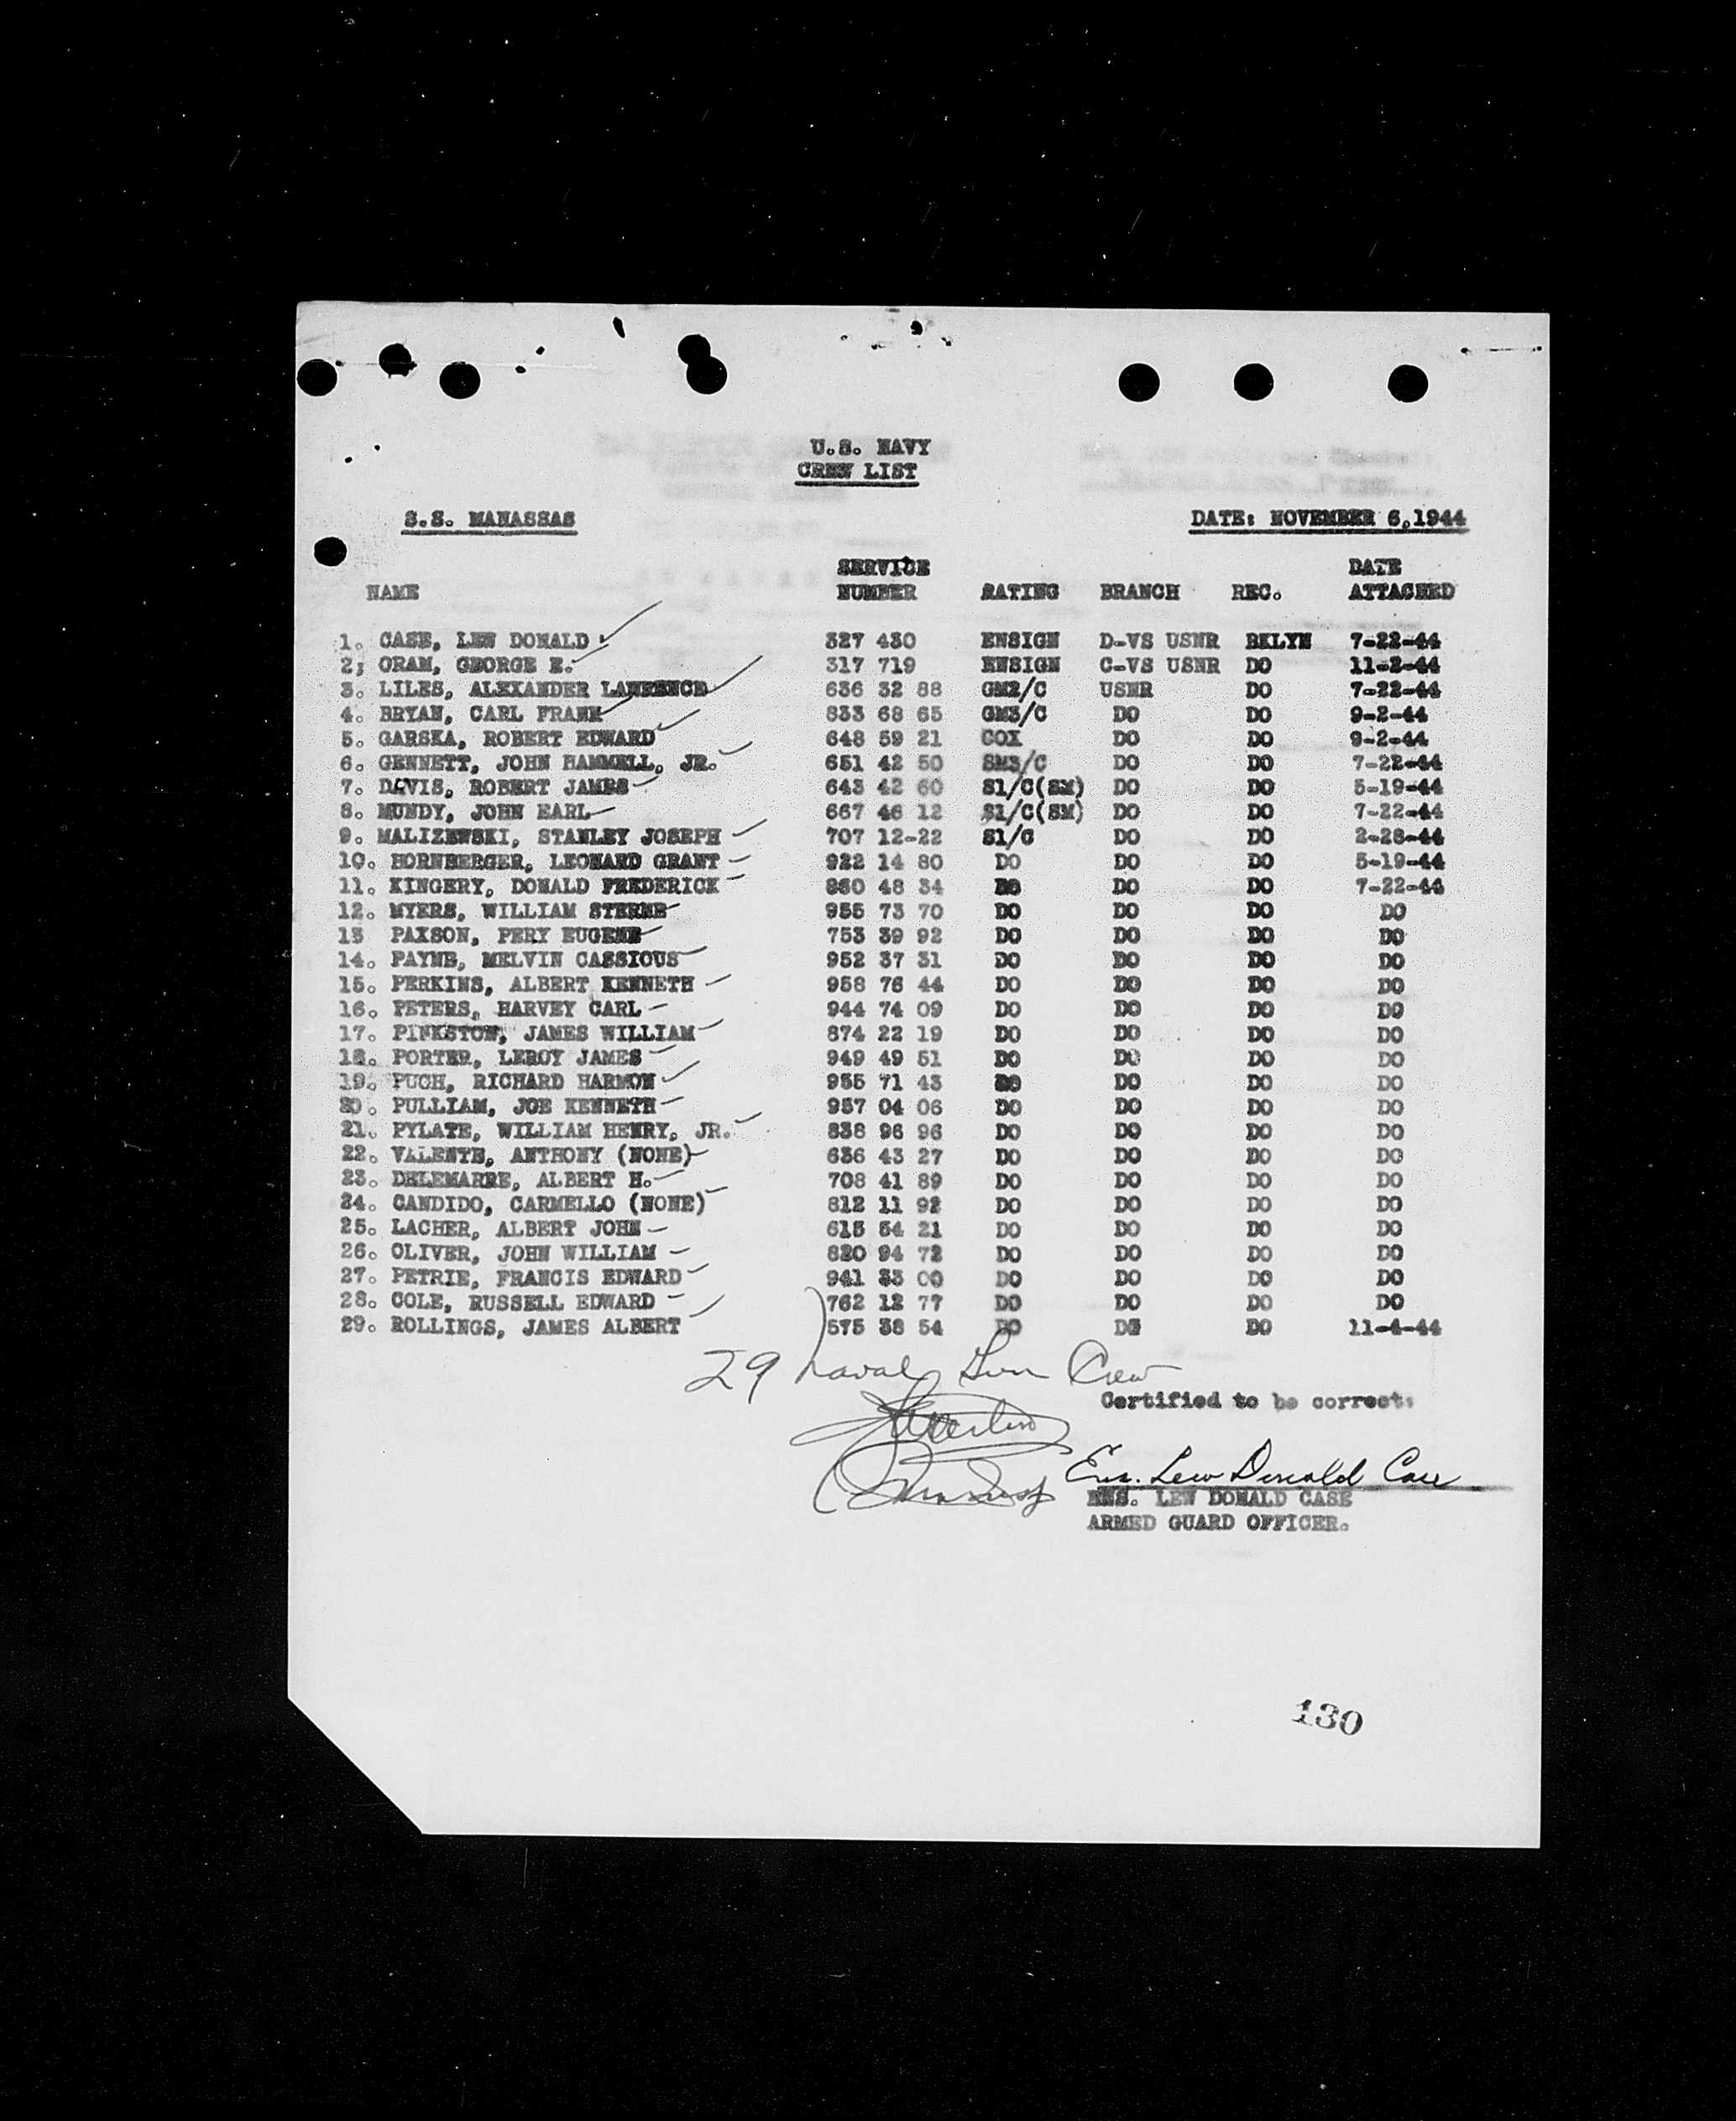 U.S. NAVY
CREW LIST
S.S. MANASSAS DATE: NOVEMBER 6,1944
NAME SERVICE NUMBER RATING BRANCH REC. DATE ATTACHED
1. CASE, LEW DONALD 327 430 ENSIGN D-VS USNR BKLYN 7-22-44
2; ORAM, GEORGE E. 317 719 ENSIGN C-VS USNR DO 11-2-44
3. LILES, ALEXANDER LAWRENCE 636 32 88 GM2/C USNR DO 7-22-44
4. BRYAN, CARL FRANK 833 68 65 GM3/C DO DO 9-2-44
5. GARSKA, ROBERT EDWARD 648 59 21 COX DO DO 9-2-44
6. GENNETT, JOHN HAMMELL, JR. 651 42 50 SM3/C DO DO 7-22-44
7. DAVIS, ROBERT JAMES 643 42 60 S1/C(SM) DO DO 5-19-44
8. MUNDY, JOHN EARL 667 46 12 S1/C(SM) DO DO 7-22-44
9. MALIZEWSKI, STANLEY JOSEPH 707 12-22 S1/C DO DO 2-28-44
10. HORNBERGER, LEONARD GRANT 922 14 80 DO DO DO 5-19-44
11. KINGERY, DONALD FREDERICK 860 48 34 DO DO DO 7-22-44
12. MYERS, WILLIAM STERNE 955 73 70 DO DO DO DO
13 PAXSON, PERY EUGENE 753 39 92 DO DO DO DO
14. PAYNE, MELVIN CASSIOUS 952 37 31 DO DO DO DO
15. PERKINS, ALBERT KENNETH 958 76 44 DO DO DO DO
16. PETERS, HARVEY CARL 944 74 09 DO DO DO DO
17. PINKSTON, JAMES WILLIAM 874 22 19 DO DO DO DO
18. PORTER, LEROY JAMES 949 49 51 DO DO DO DO
19. PUGH, RICHARD HARMON 955 71 43 DO DO DO DO
20. PULLIAM, JOE KENNETH 957 04 06 DO DO DO DO
21. PYLATE, WILLIAM HENRY, JR. 838 96 96 DO DO DO DO
22. VALENTE, ANTHONY (NONE) 636 43 27 DO DO DO DO
23. DELEMARRE, ALBERT H. 708 41 89 DO DO DO DO
24. CANDIDO, CARMELLO (NONE) 812 11 92 DO DO DO DO
25. LACHER, ALBERT JOHN 615 54 21 DO DO DO DO
26. OLIVER, JOHN WILLIAM 820 94 72 DO DO DO DO
27. PETRIE, FRANCIS EDWARD 941 33 00 DO DO DO DO
28. COLE, RUSSELL EDWARD 762 12 77 DO DO DO DO
29. ROLLINGS, JAMES ALBERT 575 38 54 DO DO DO 11-4-44
29 Naval Gun Crew
Certified to be correct:
Ens. Lew Donald Case
ENS. LEW DONALD CASE
ARMED GUARD OFFICER.
130